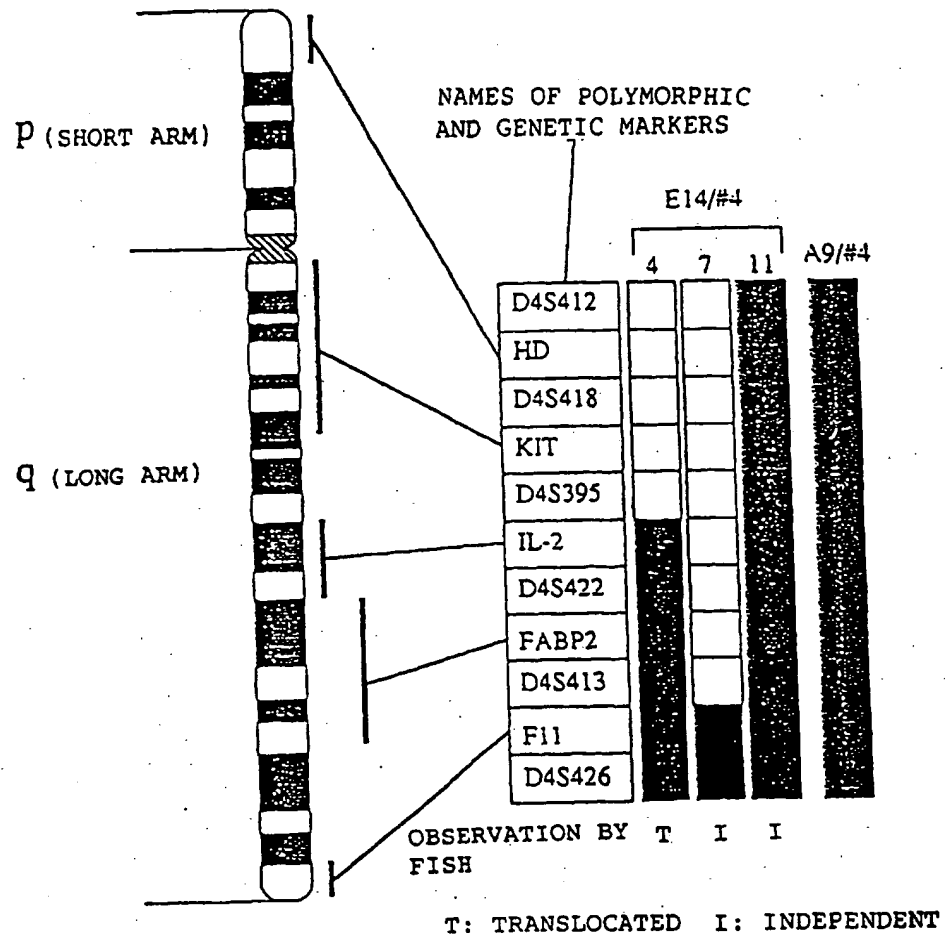 NAMES OF POLYMORPHIC
AND GENETIC MARKERS
P (SHORT ARM)
E14/#4
A9/#4
4 7 11
D4S412
HD
D4S418
KIT
D4S395
q (LONG ARM)
IL-2
D4S422
FABP2
D4S413
F11
D4S426
OBSERVATION BY T I I
FISH
T: TRANSLOCATED I: INDEPENDENT